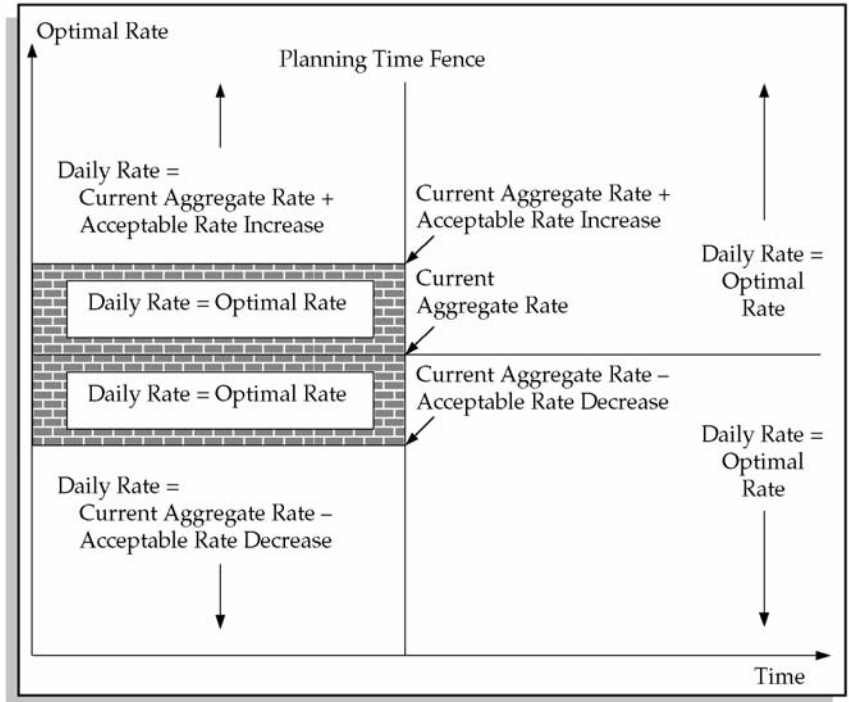 Optimal Rate
Planning Time Fence
Daily Rate =
Current Aggregate Rate +
Acceptable Rate Increase
Current Aggregate Rate +
Acceptable Rate Increase
Daily Rate =
Optimal
Rate
Daily Rate = Optimal Rate
Current
Aggregate Rate
Daily Rate = Optimal Rate
Current Aggregate Rate –
Acceptable Rate Decrease
Daily Rate =
Optimal
Rate
Daily Rate =
Current Aggregate Rate –
Acceptable Rate Decrease
Time